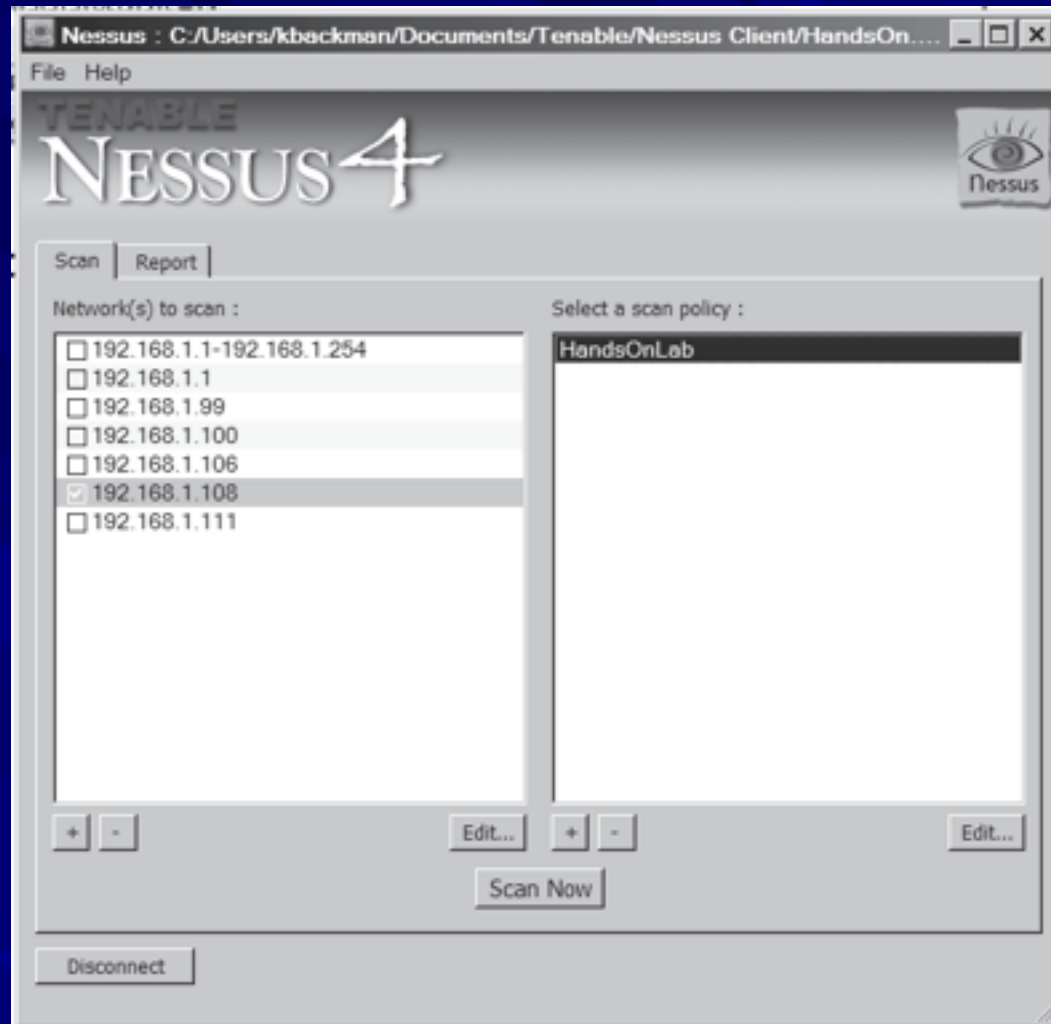 Nessus : C:/Users/kbackman/Documents/Tenable/Nessus Client/HandsOn....
File Help
TENABLE
NESSUS 4
Nessus
Scan Report
Network(s) to scan :
192.168.1.1-192.168.1.254
192.168.1.1
192.168.1.99
192.168.1.100
192.168.1.106
192.168.1.108
192.168.1.111
+ - Edit...
Select a scan policy :
HandsOnLab
+ - Edit...
Scan Now
Disconnect